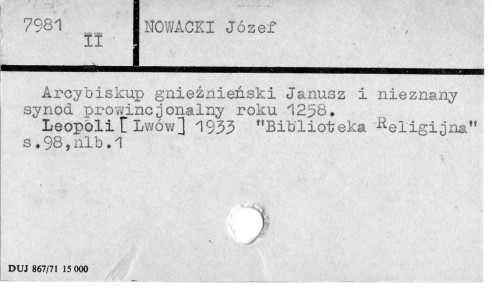 7981 II
NOWACKI Józef
Arcybiskup gnieźnieński Janusz i nieznany
synod prowincjonalny roku 1258.
Leopoli [Lwów] 1933 "Biblioteka Religijna"
s.98,nlb.1
DUJ 867/71 15 000